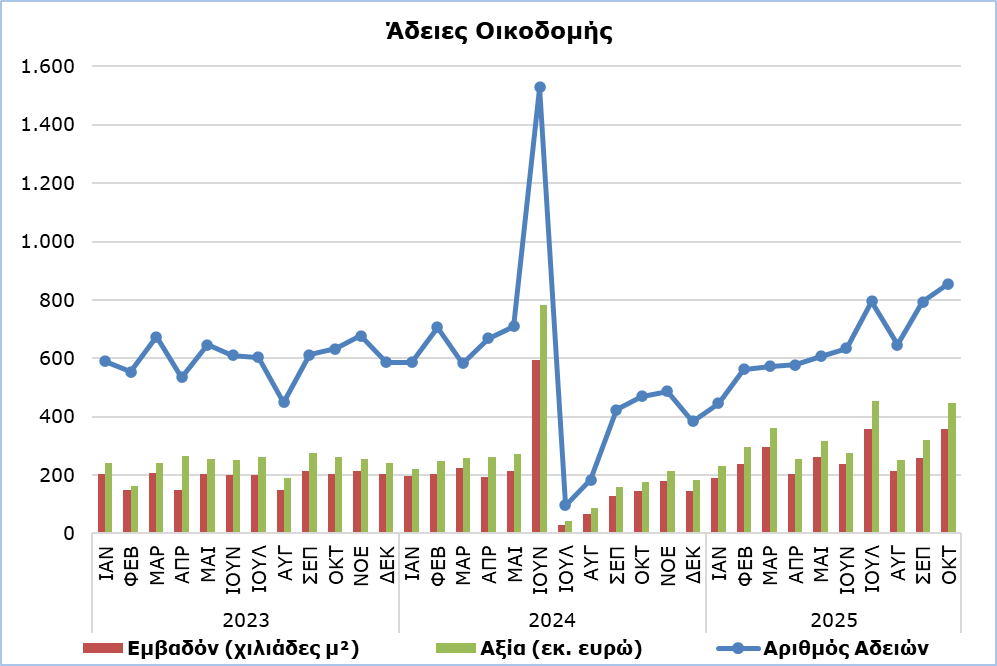 Άδειες Οικοδομής
1.600
1.400
1.200
1.000
800
600
400
200
0
ΙΑΝ ΦΕΒ ΜΑΡ ΑΠΡ ΜΑΙ ΙΟΥΝ ΙΟΥΛ ΑΥΓ ΣΕΠ ΟΚΤ ΝΟΕ ΔΕΚ ΙΑΝ ΦΕΒ ΜΑΡ ΑΠΡ ΜΑΙ ΙΟΥΝ ΙΟΥΛ ΑΥΓ ΣΕΠ ΟΚΤ ΝΟΕ ΔΕΚ ΙΑΝ ΦΕΒ ΜΑΡ ΑΠΡ ΜΑΙ ΙΟΥΝ ΙΟΥΛ ΑΥΓ ΣΕΠ ΟΚΤ
2023 2024 2025
Εμβαδόν (χιλιάδες μ²) Αξία (εκ. ευρώ) Αριθμός Αδειών